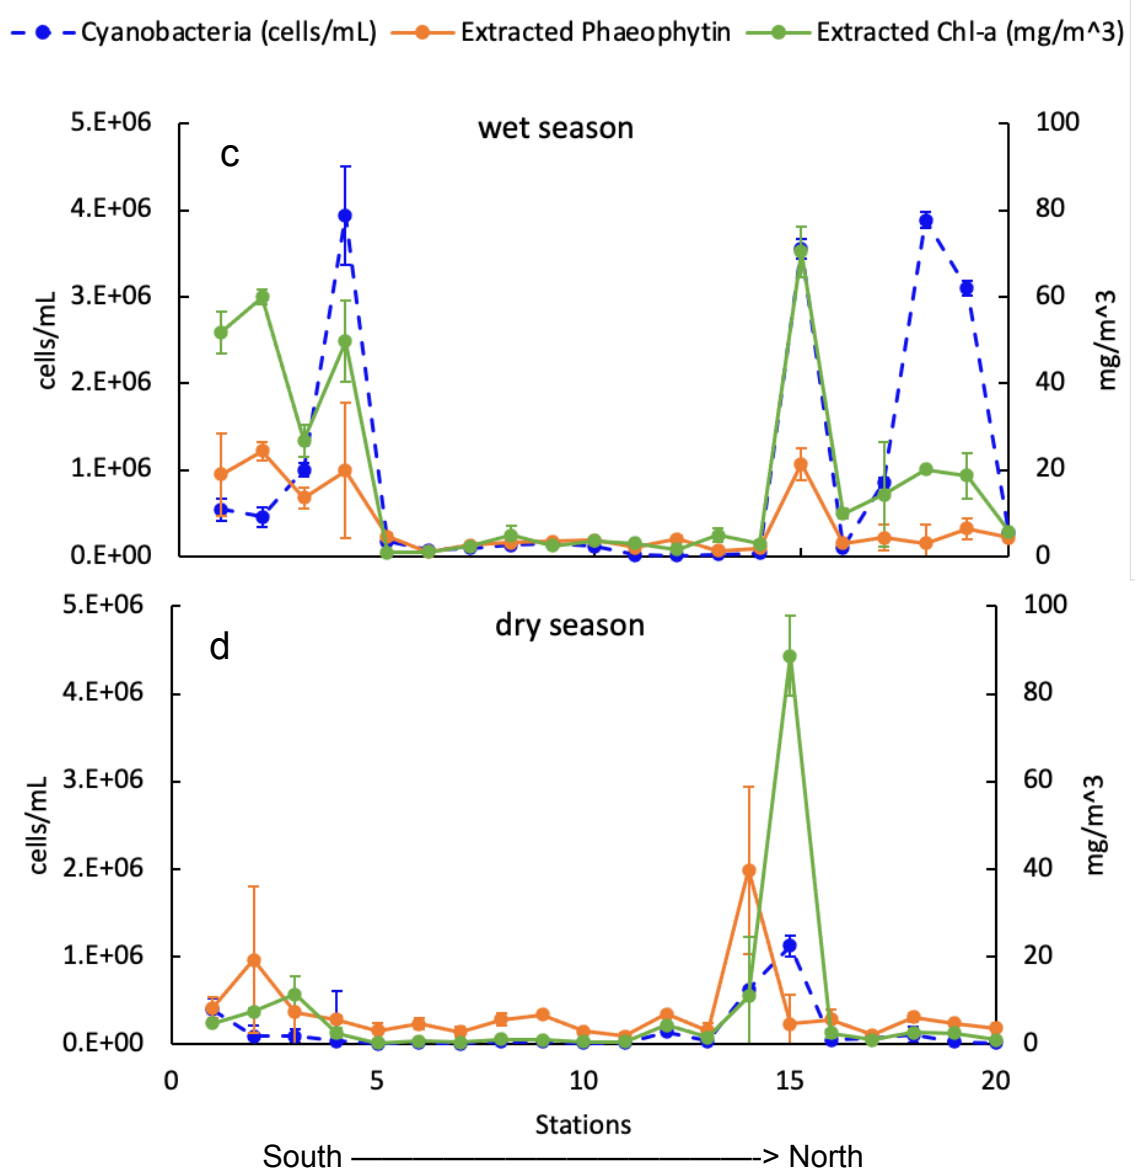 Cyanobacteria (cells/mL) Extracted Phaeophytin Extracted Chl-a (mg/m^3)
wet season
c
5.E+06
4.E+06
3.E+06
2.E+06
1.E+06
0.E+00
cells/mL
100
80
60
40
20
0
mg/m^3
dry season
d
5.E+06
4.E+06
3.E+06
2.E+06
1.E+06
0.E+00
cells/mL
100
80
60
40
20
0
mg/m^3
0 5 10 15 20
Stations
South ———————————————-> North